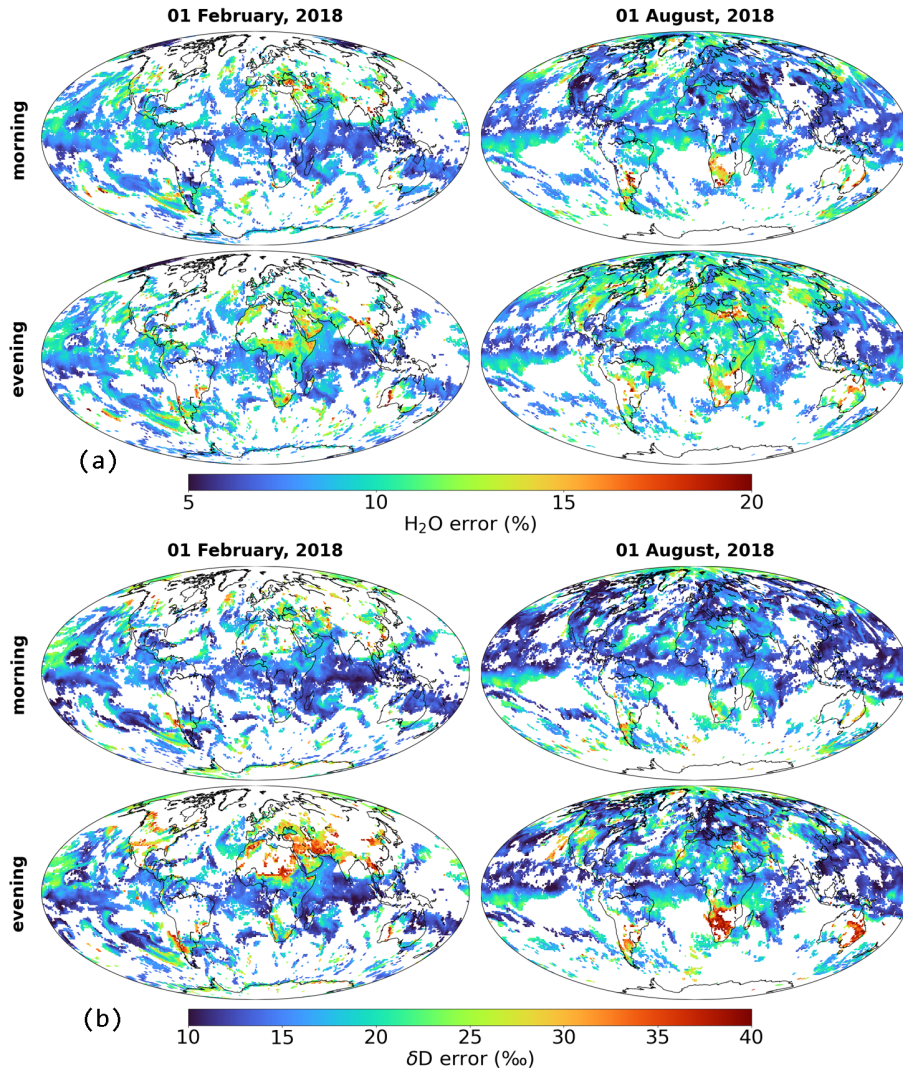 01 February, 2018
01 August, 2018
morning
evening
(a)
5 10 15 20
H₂O error (%)
01 February, 2018
01 August, 2018
morning
evening
(b)
10 15 20 25 30 35 40
δD error (‰)